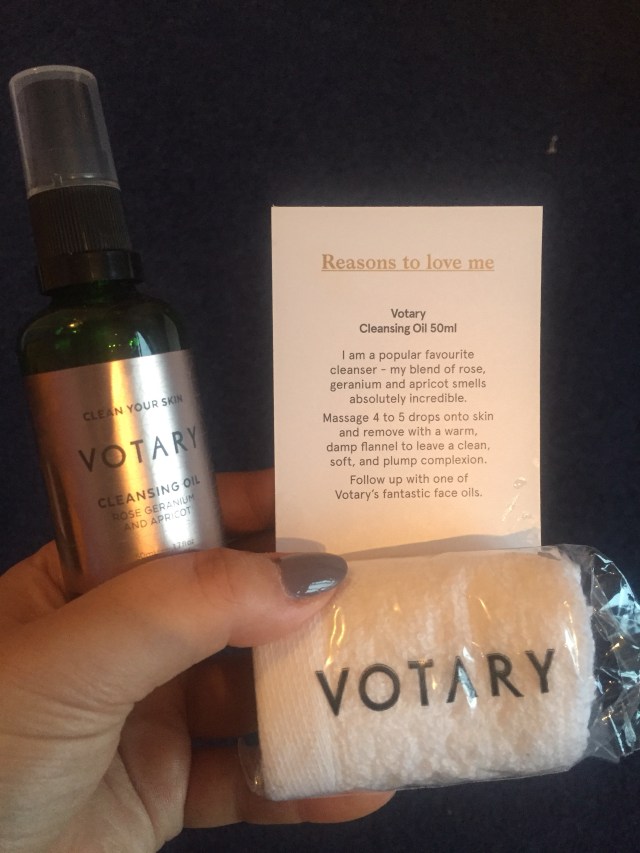 CLEAN YOUR SKIN
VOTARY
CLEANSING OIL
ROSE GERANIUM
AND APRICOT
Reasons to love me
Votary
Cleansing Oil 50ml
I am a popular favourite
cleanser - my blend of rose,
geranium and apricot smells
absolutely incredible.
Massage 4 to 5 drops onto skin
and remove with a warm,
damp flannel to leave a clean,
soft, and plump complexion.
Follow up with one of
Votary's fantastic face oils.
VOTARY